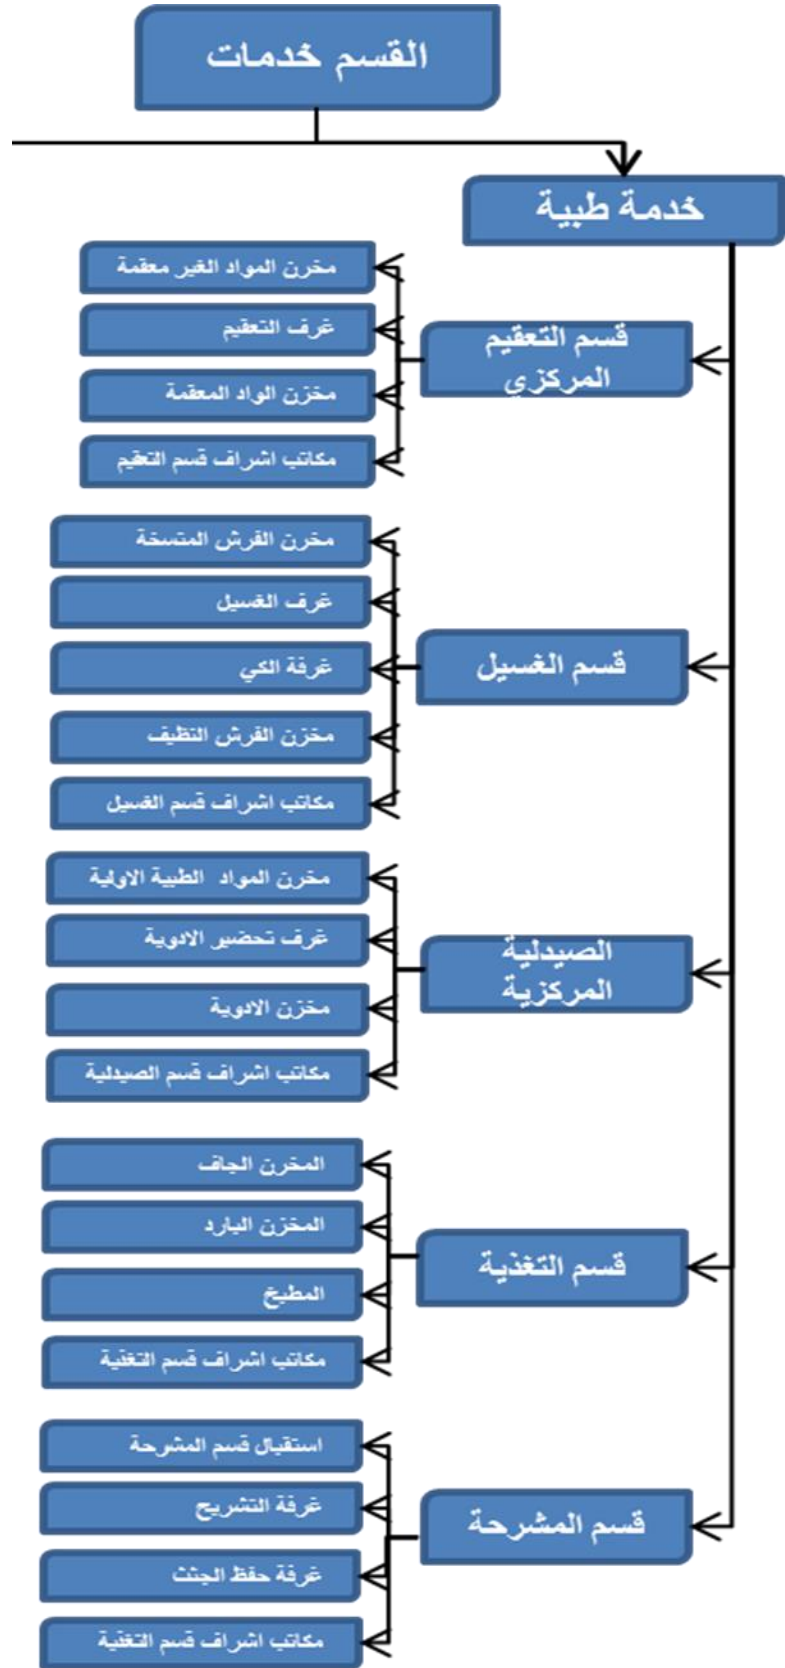 القسم خدمات
خدمة طبية
قسم التعقيم
المركزي
مخزن المواد الغير معقمة
غرف التعقيم
مخزن الواد المعقمة
مكاتب اشراف قسم التعقيم
قسم الغسيل
مخزن الفرش المتسخة
غرف الغسيل
غرفة الكي
مخزن الفرش النظيف
مكاتب اشراف قسم الغسيل
الصيدلية
المركزية
مخزن المواد الطبية الاولية
غرف تحضير الادوية
مخزن الادوية
مكاتب اشراف قسم الصيدلية
قسم التغذية
المخزن الجاف
المخزن البارد
المطبخ
مكاتب اشراف قسم التغذية
قسم المشرحة
استقبال قسم المشرحة
غرفة التشريح
غرفة حفظ الجثث
مكاتب اشراف قسم التغذية